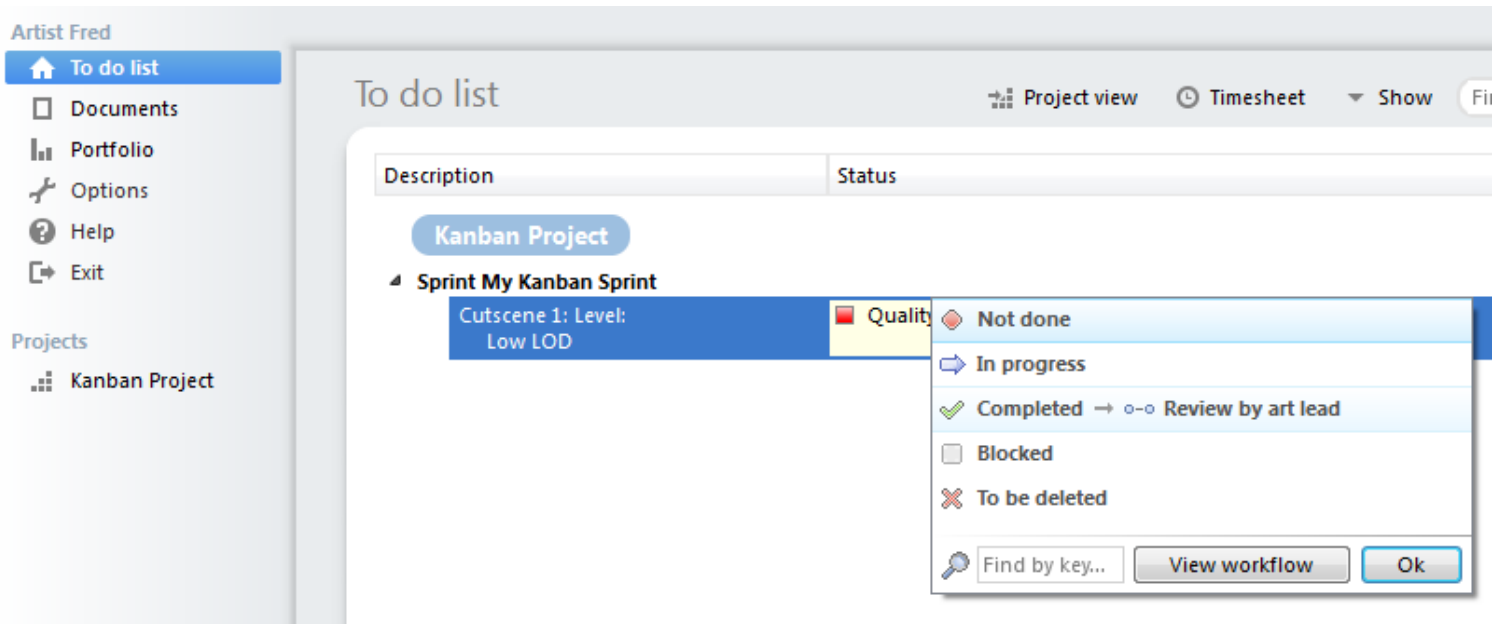 Artist Fred
To do list
Documents
Portfolio
Options
Help
Exit
Projects
Kanban Project
To do list
Project view
Timesheet
Show
Description
Status
Kanban Project
Sprint My Kanban Sprint
Cutscene 1: Level:
Low LOD
Quality
Not done
In progress
Completed → Review by art lead
Blocked
To be deleted
Find by key...
View workflow
Ok